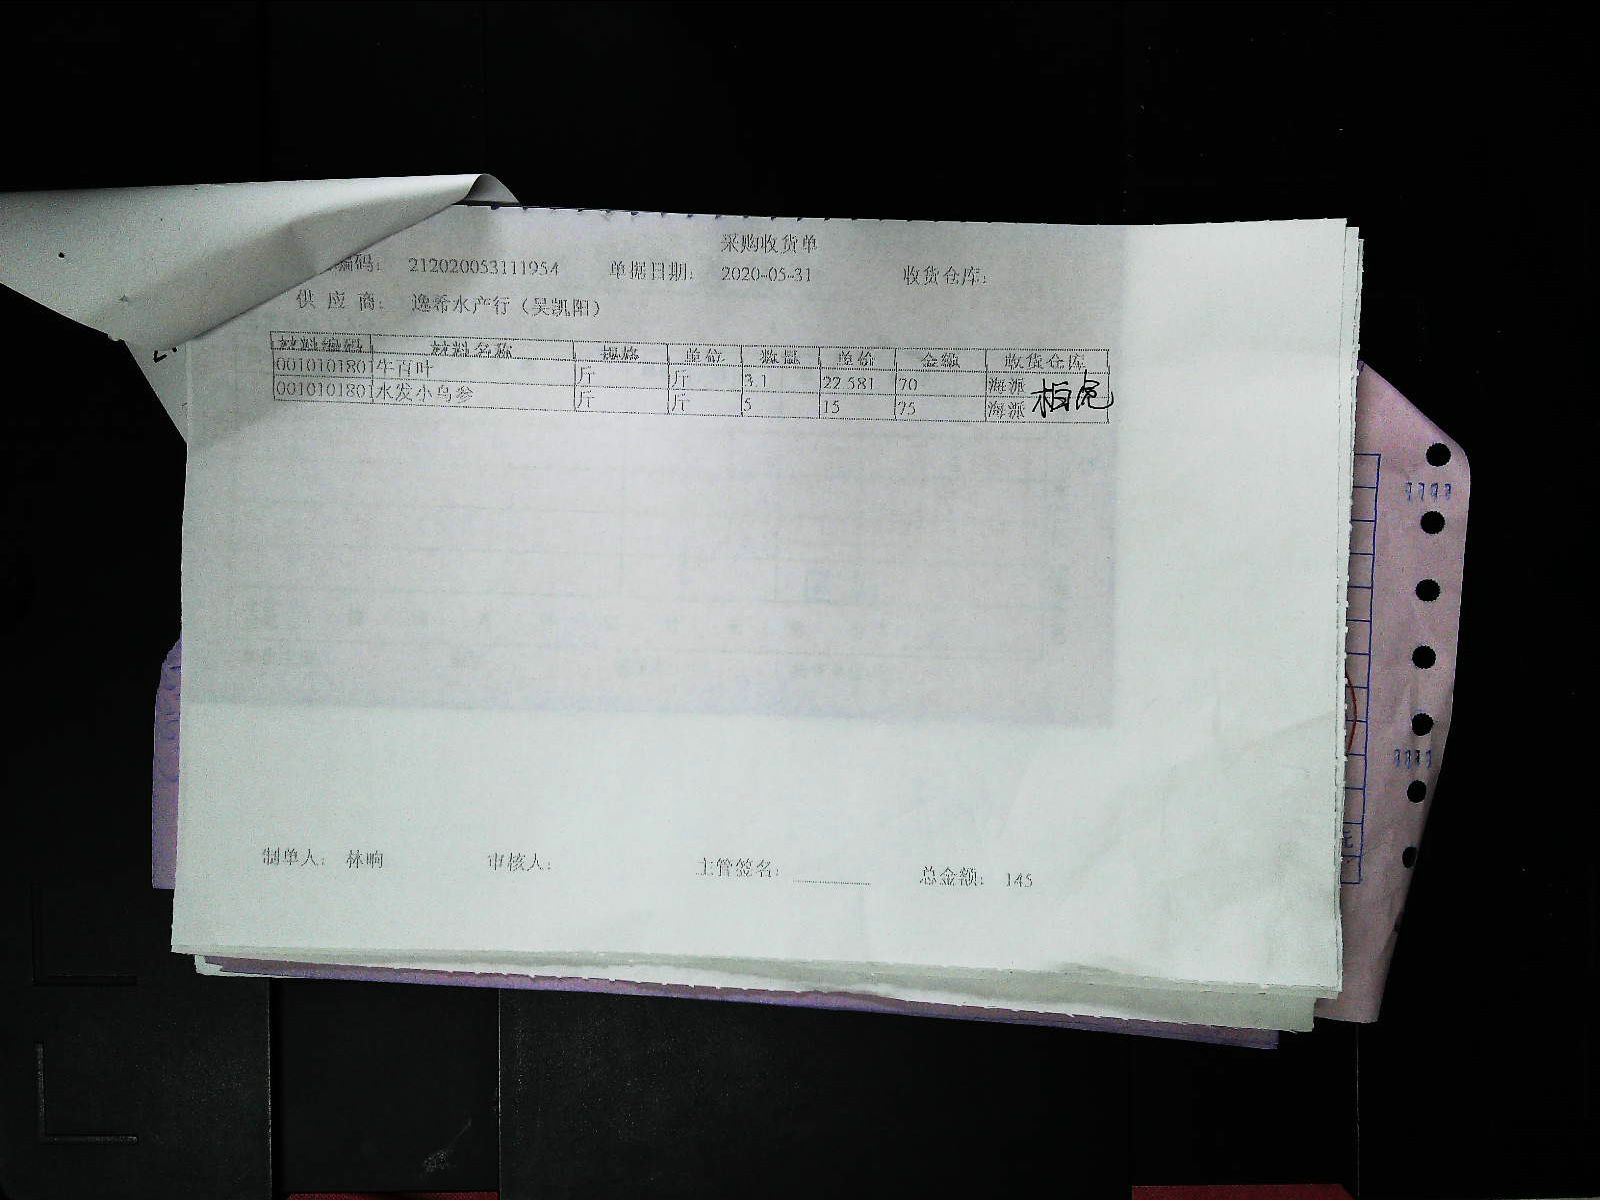 采购收货单
编码: 212020053111954 单据日期: 2020-05-31 收货仓库:
供应商: 逸希水产行（吴凯阳）
材料编码 材料名称 规格 单位 数量 单价 金额 收货仓库
0010101801 牛百叶 斤 斤 3.1 22.581 70 海派
0010101801 水发小乌参 斤 斤 5 15 75 海派
制单人: 林晌 审核人: 主管签名: 总金额: 145